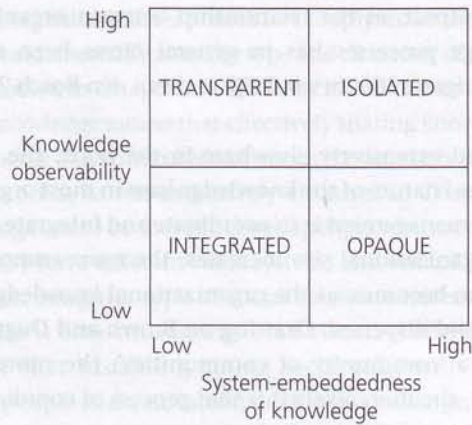 High
TRANSPARENT ISOLATED
Knowledge
observability
INTEGRATED OPAQUE
Low
Low High
System-embeddedness
of knowledge